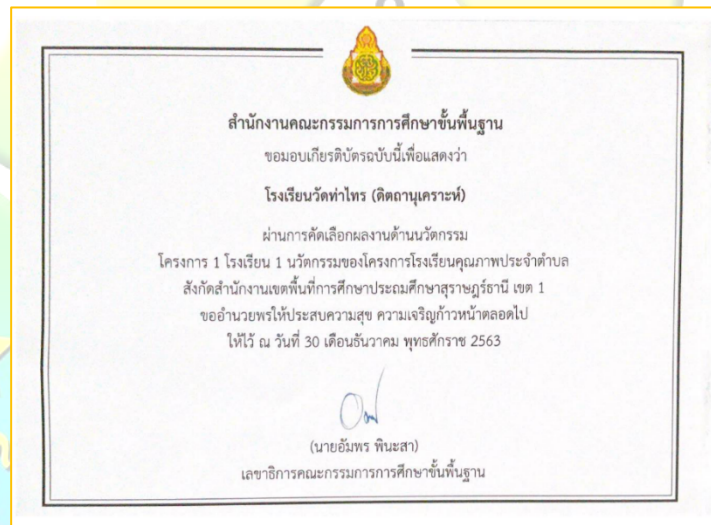 สำนักงานคณะกรรมการการศึกษาขั้นพื้นฐาน
ขอมอบเกียรติบัตรฉบับนี้เพื่อแสดงว่า
โรงเรียนวัดท่าไทร (ดิตถานุเคราะห์)
ผ่านการคัดเลือกผลงานด้านนวัตกรรม
โครงการ 1 โรงเรียน 1 นวัตกรรมของโครงการโรงเรียนคุณภาพประจำตำบล
สังกัดสำนักงานเขตพื้นที่การศึกษาประถมศึกษาสุราษฎร์ธานี เขต 1
ขออำนวยพรให้ประสบความสุข ความเจริญก้าวหน้าตลอดไป
ให้ไว้ ณ วันที่ 30 เดือนธันวาคม พุทธศักราช 2563
(นายอัมพร พินะสา)
เลขาธิการคณะกรรมการการศึกษาขั้นพื้นฐาน